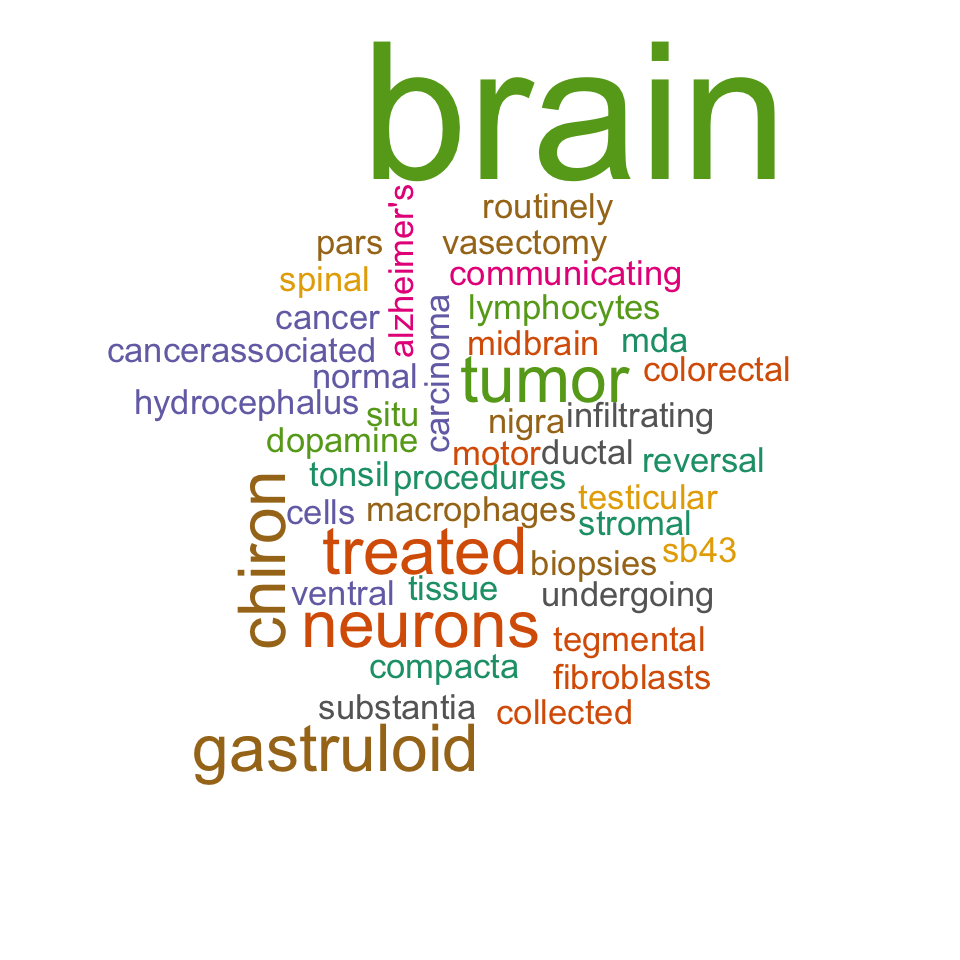 brain
alzheimer's
routinely
pars
vasectomy
spinal
communicating
cancer
carcinoma
lymphocytes
cancerassociated
midbrain
mda
normal
tumor
colorectal
hydrocephalus
situ
nigra
infiltrating
dopamine
motor
ductal
reversal
tonsil
procedures
chiron
cells
macrophages
testicular
stromal
treated
biopsies
sb43
ventral
tissue
undergoing
neurons
tegmental
compacta
fibroblasts
substantia
collected
gastruloid